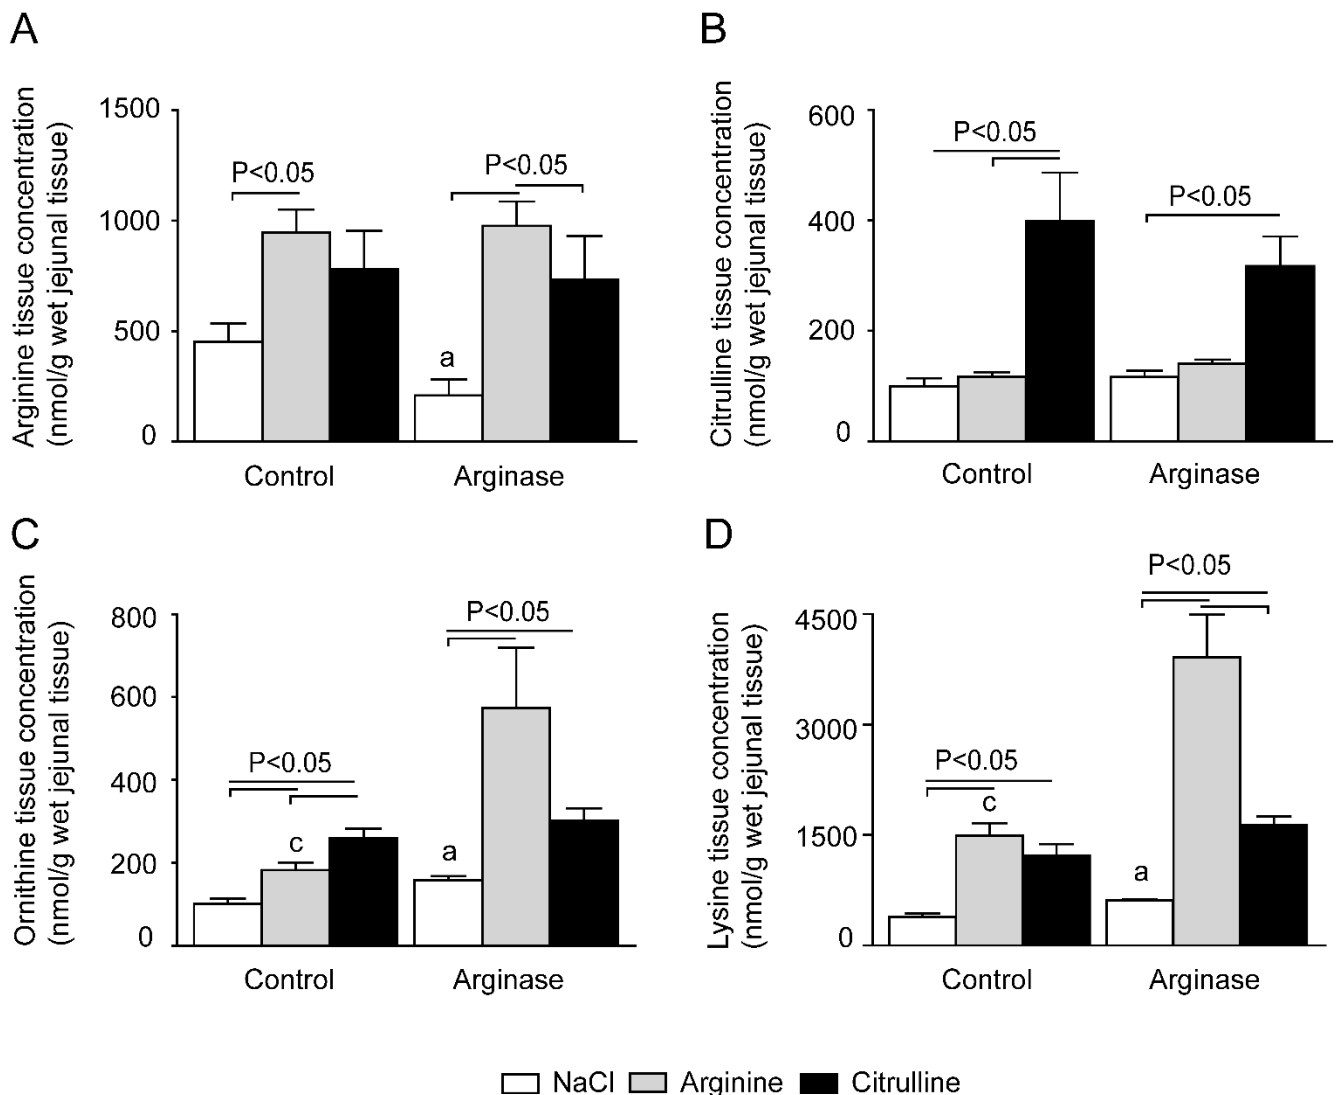 A
Arginine tissue concentration
(nmol/g wet jejunal tissue)
1500
1000
500
0
P<0.05
P<0.05
a
Control
Arginase
B
Citrulline tissue concentration
(nmol/g wet jejunal tissue)
600
400
200
0
P<0.05
P<0.05
Control
Arginase
C
Ornithine tissue concentration
(nmol/g wet jejunal tissue)
800
600
400
200
0
P<0.05
c
P<0.05
a
Control
Arginase
D
Lysine tissue concentration
(nmol/g wet jejunal tissue)
4500
3000
1500
0
P<0.05
c
P<0.05
a
Control
Arginase
NaCl Arginine Citrulline